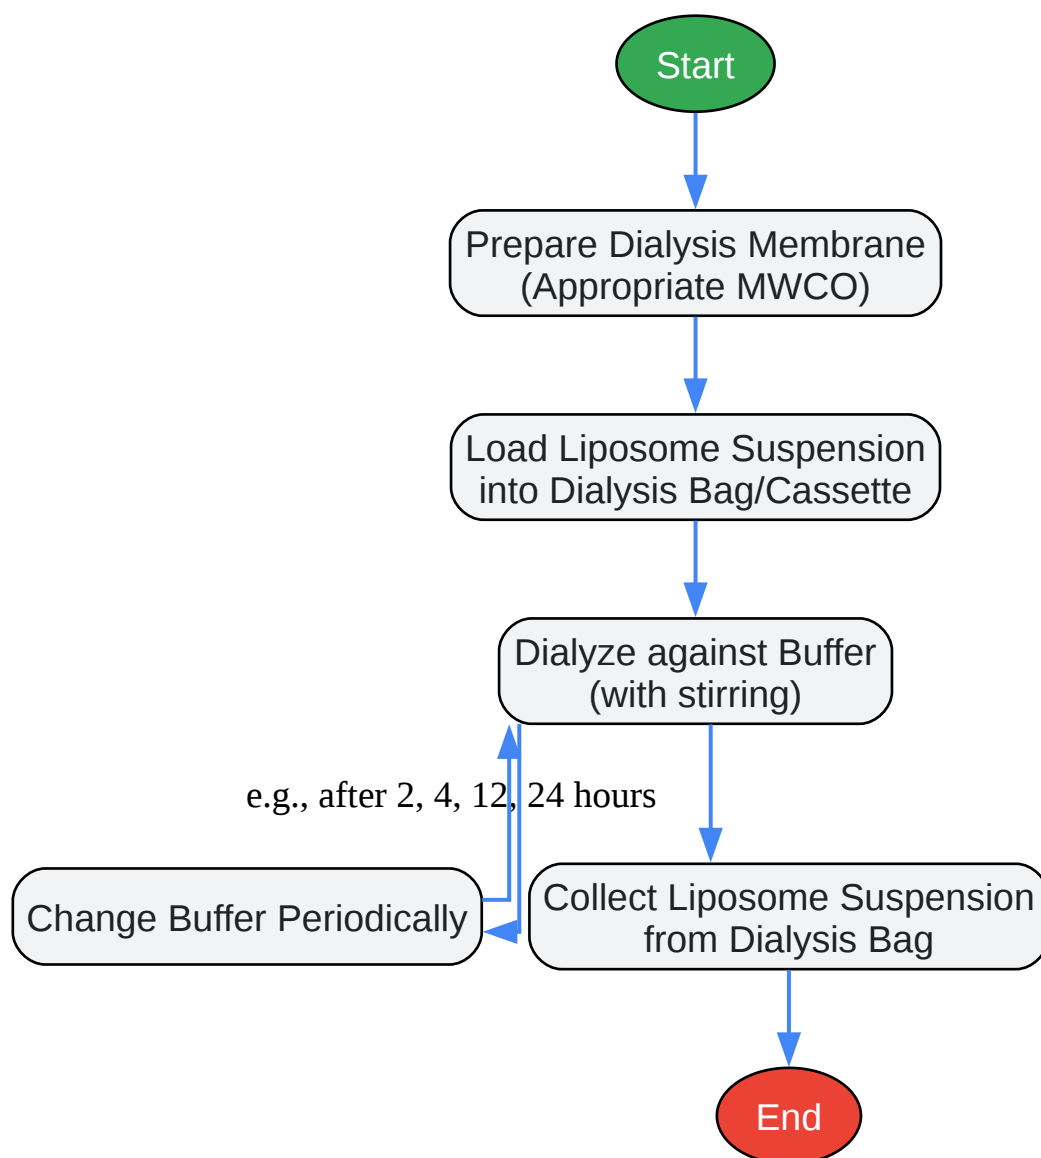 Start
Prepare Dialysis Membrane
(Appropriate MWCO)
Load Liposome Suspension
into Dialysis Bag/Cassette
Dialyze against Buffer
(with stirring)
e.g., after 2, 4, 12, 24 hours
Change Buffer Periodically
Collect Liposome Suspension
from Dialysis Bag
End